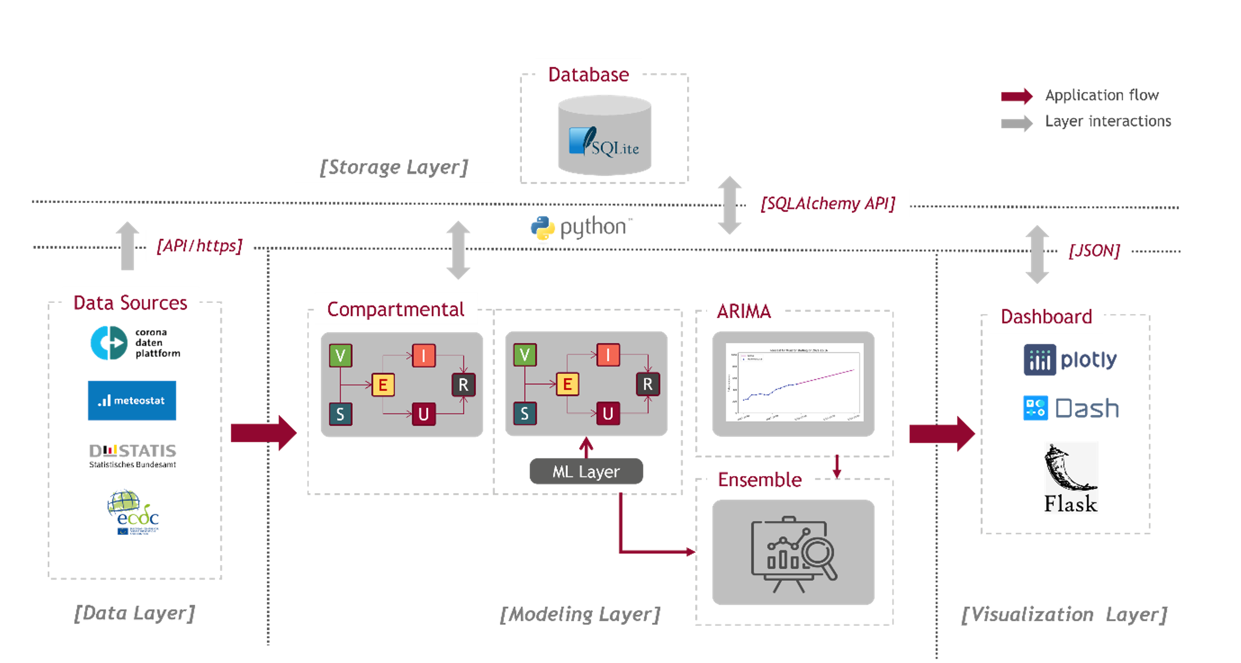 Database
SQLite
Application flow
Layer interactions
[Storage Layer]
[SQLAlchemy API]
python™
[API/https]
[JSON]
Data Sources
corona
daten
plattform
meteostat
DESTATIS
Statistisches Bundesamt
ecdc
Compartmental
V
I
E
R
S
U
V
I
E
R
S
U
ML Layer
ARIMA
Ensemble
Dashboard
plotly
Dash
Flask
[Data Layer]
[Modeling Layer]
[Visualization Layer]